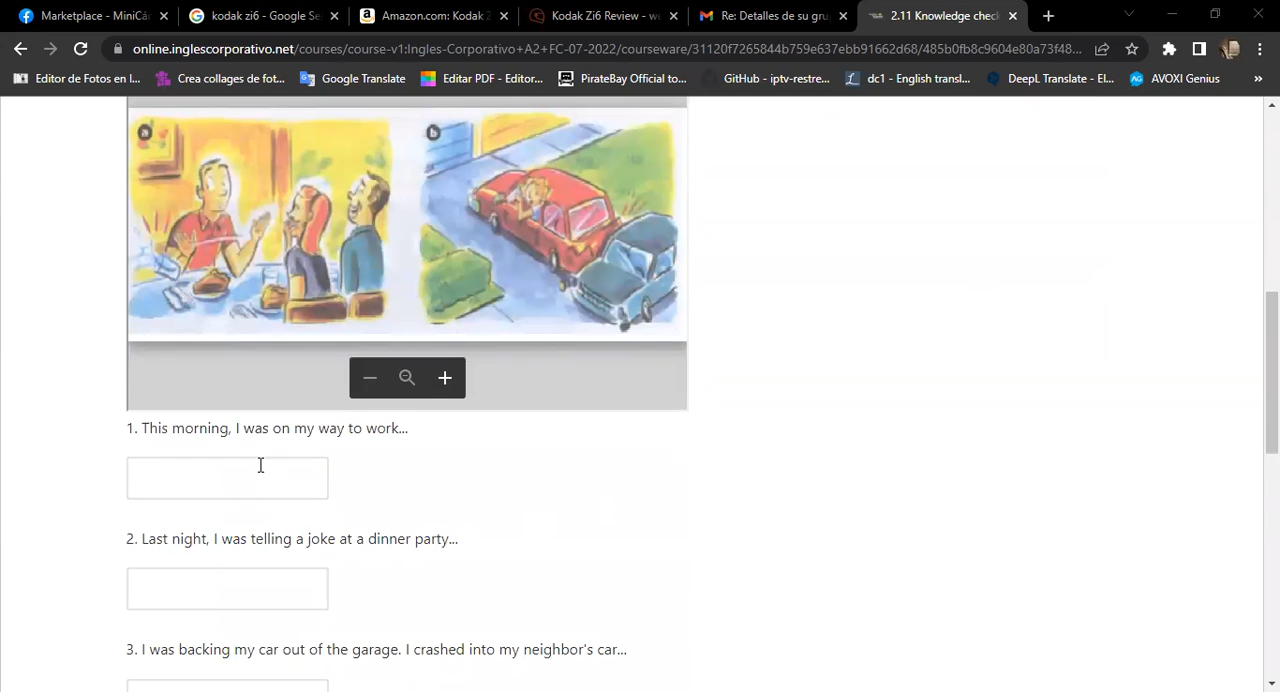 Marketplace - MiniCá
kodak zi6 - Google Se
Amazon.com: Kodak
Kodak Zi6 Review - we
Re: Detalles de su gru
2.11 Knowledge check
online.inglescorporativo.net/courses/course-v1:Ingles-Corporativo+A2+FC-07-2022/courseware/31120f7265844b759e637ebb91662d68/485b0fb8c9604e80a73f48...
Editor de Fotos en l...
Crea collages de fot...
Google Translate
Editar PDF - Editor...
PirateBay Official to...
GitHub - iptv-restre...
dc1 - English transl...
DeepL Translate - El...
AVOXI Genius
»
a
b
1. This morning, I was on my way to work...
2. Last night, I was telling a joke at a dinner party...
3. I was backing my car out of the garage. I crashed into my neighbor's car...